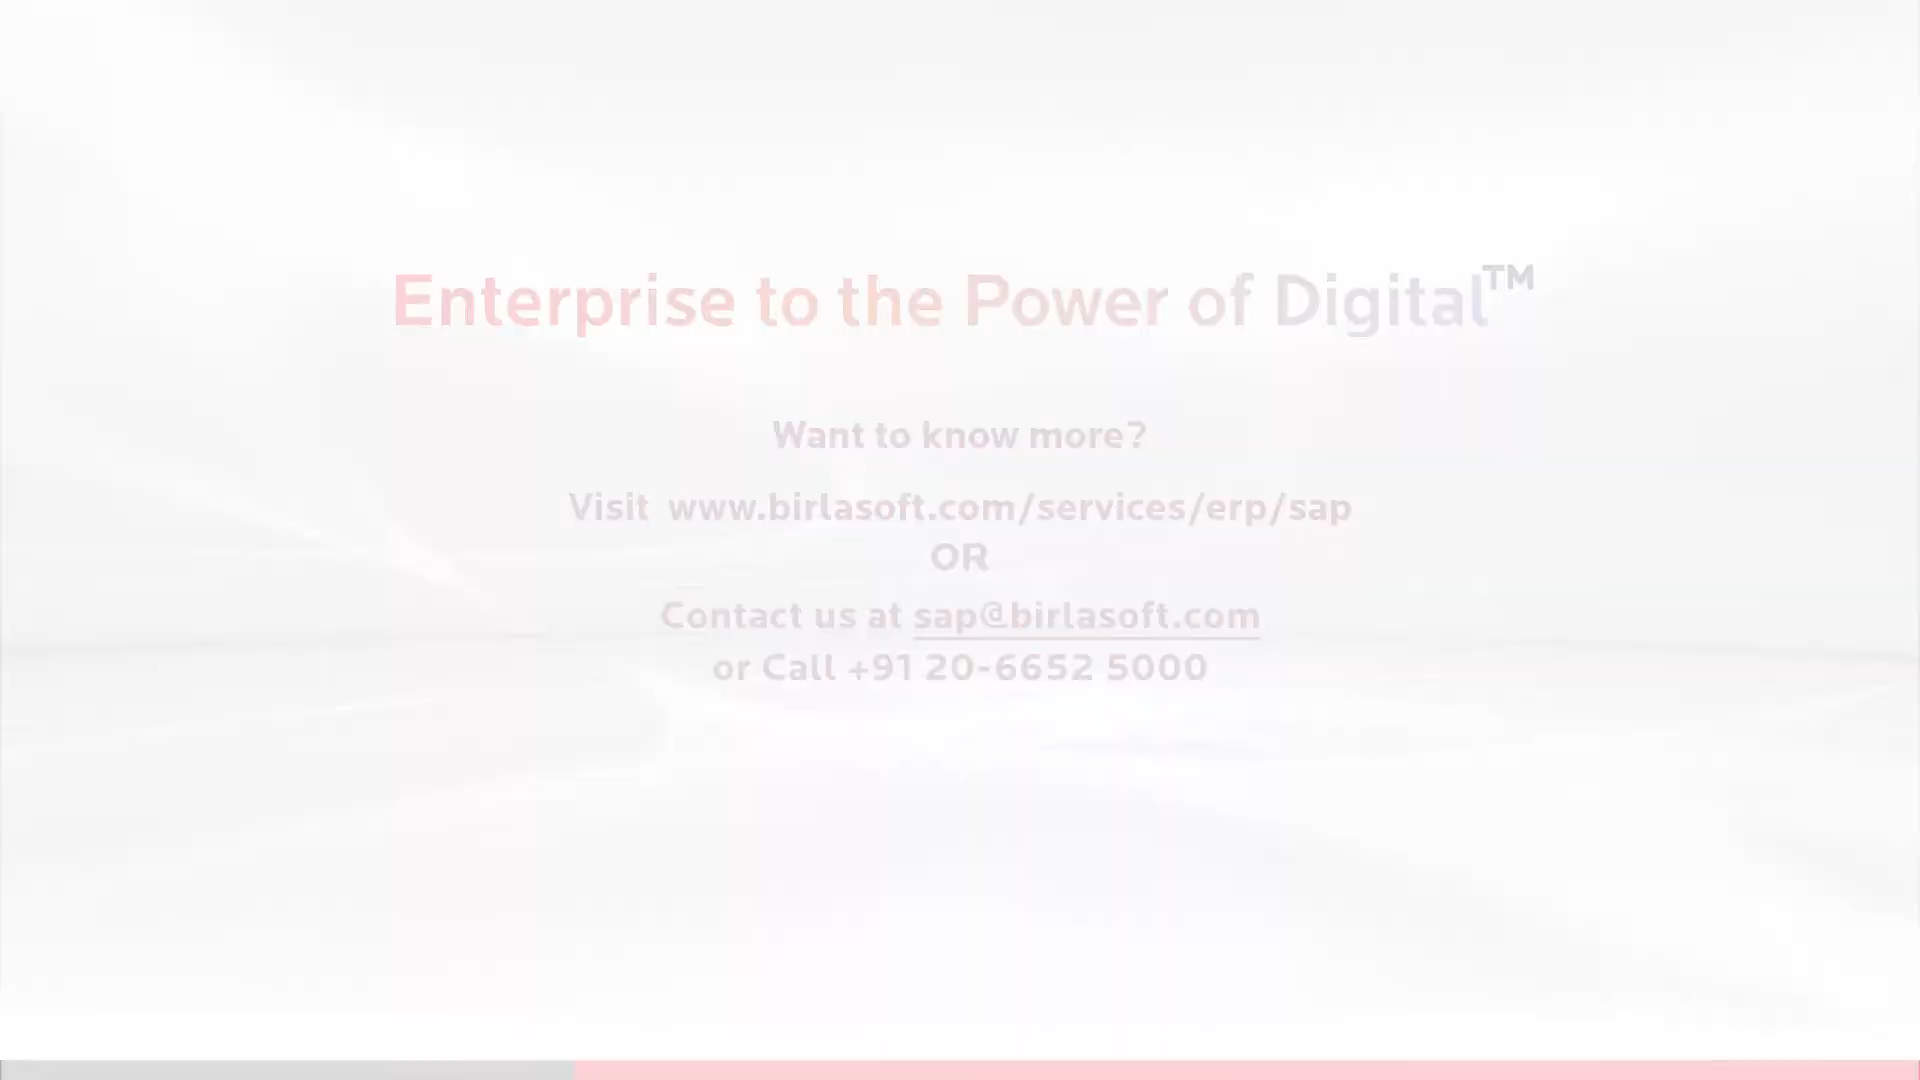 Enterprise to the Power of Digital™
Want to know more?
Visit www.birlasoft.com/services/erp/sap
OR
Contact us at sap@birlasoft.com
or Call +91 20-6652 5000